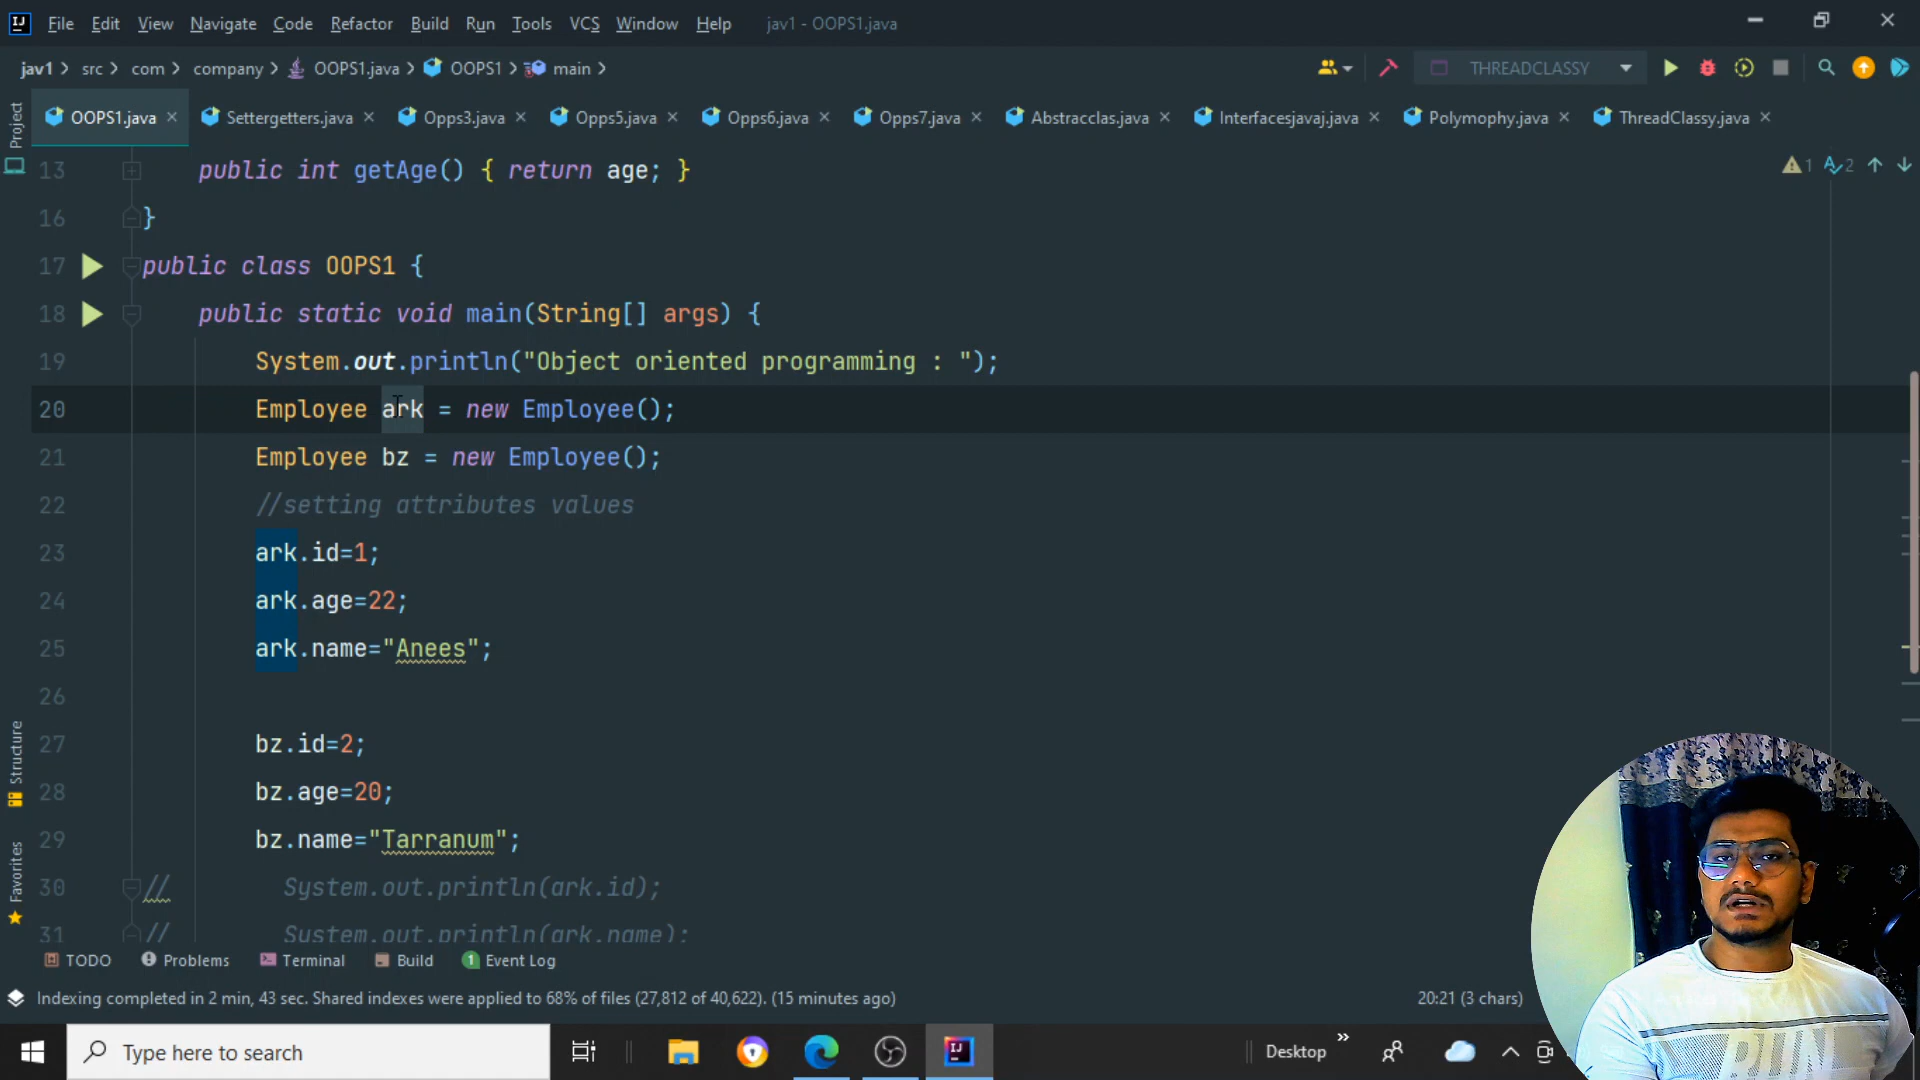 File Edit View Navigate Code Refactor Build Run Tools VCS Window Help jav1 - OOPS1.java
jav1 src com company OOPS1.java OOPS1 main THREADCLASSY
OOPS1.java Settergetters.java Opps3.java Opps5.java Opps6.java Opps7.java Abstracclas.java Interfacesjavaj.java Polymophy.java ThreadClassy.java
Project
13 public int getAge() { return age; } 1 2
16 }
17 public class OOPS1 {
18 public static void main(String[] args) {
19 System.out.println("Object oriented programming : ");
20 Employee ark = new Employee();
21 Employee bz = new Employee();
22 //setting attributes values
23 ark.id=1;
24 ark.age=22;
25 ark.name="Anees";
26
27 bz.id=2;
28 bz.age=20;
29 bz.name="Tarranum";
30 // System.out.println(ark.id);
31 // System.out.println(ark.name);
Structure
Favorites
TODO Problems Terminal Build 1 Event Log
Indexing completed in 2 min, 43 sec. Shared indexes were applied to 68% of files (27,812 of 40,622). (15 minutes ago) 20:21 (3 chars)
Type here to search Desktop